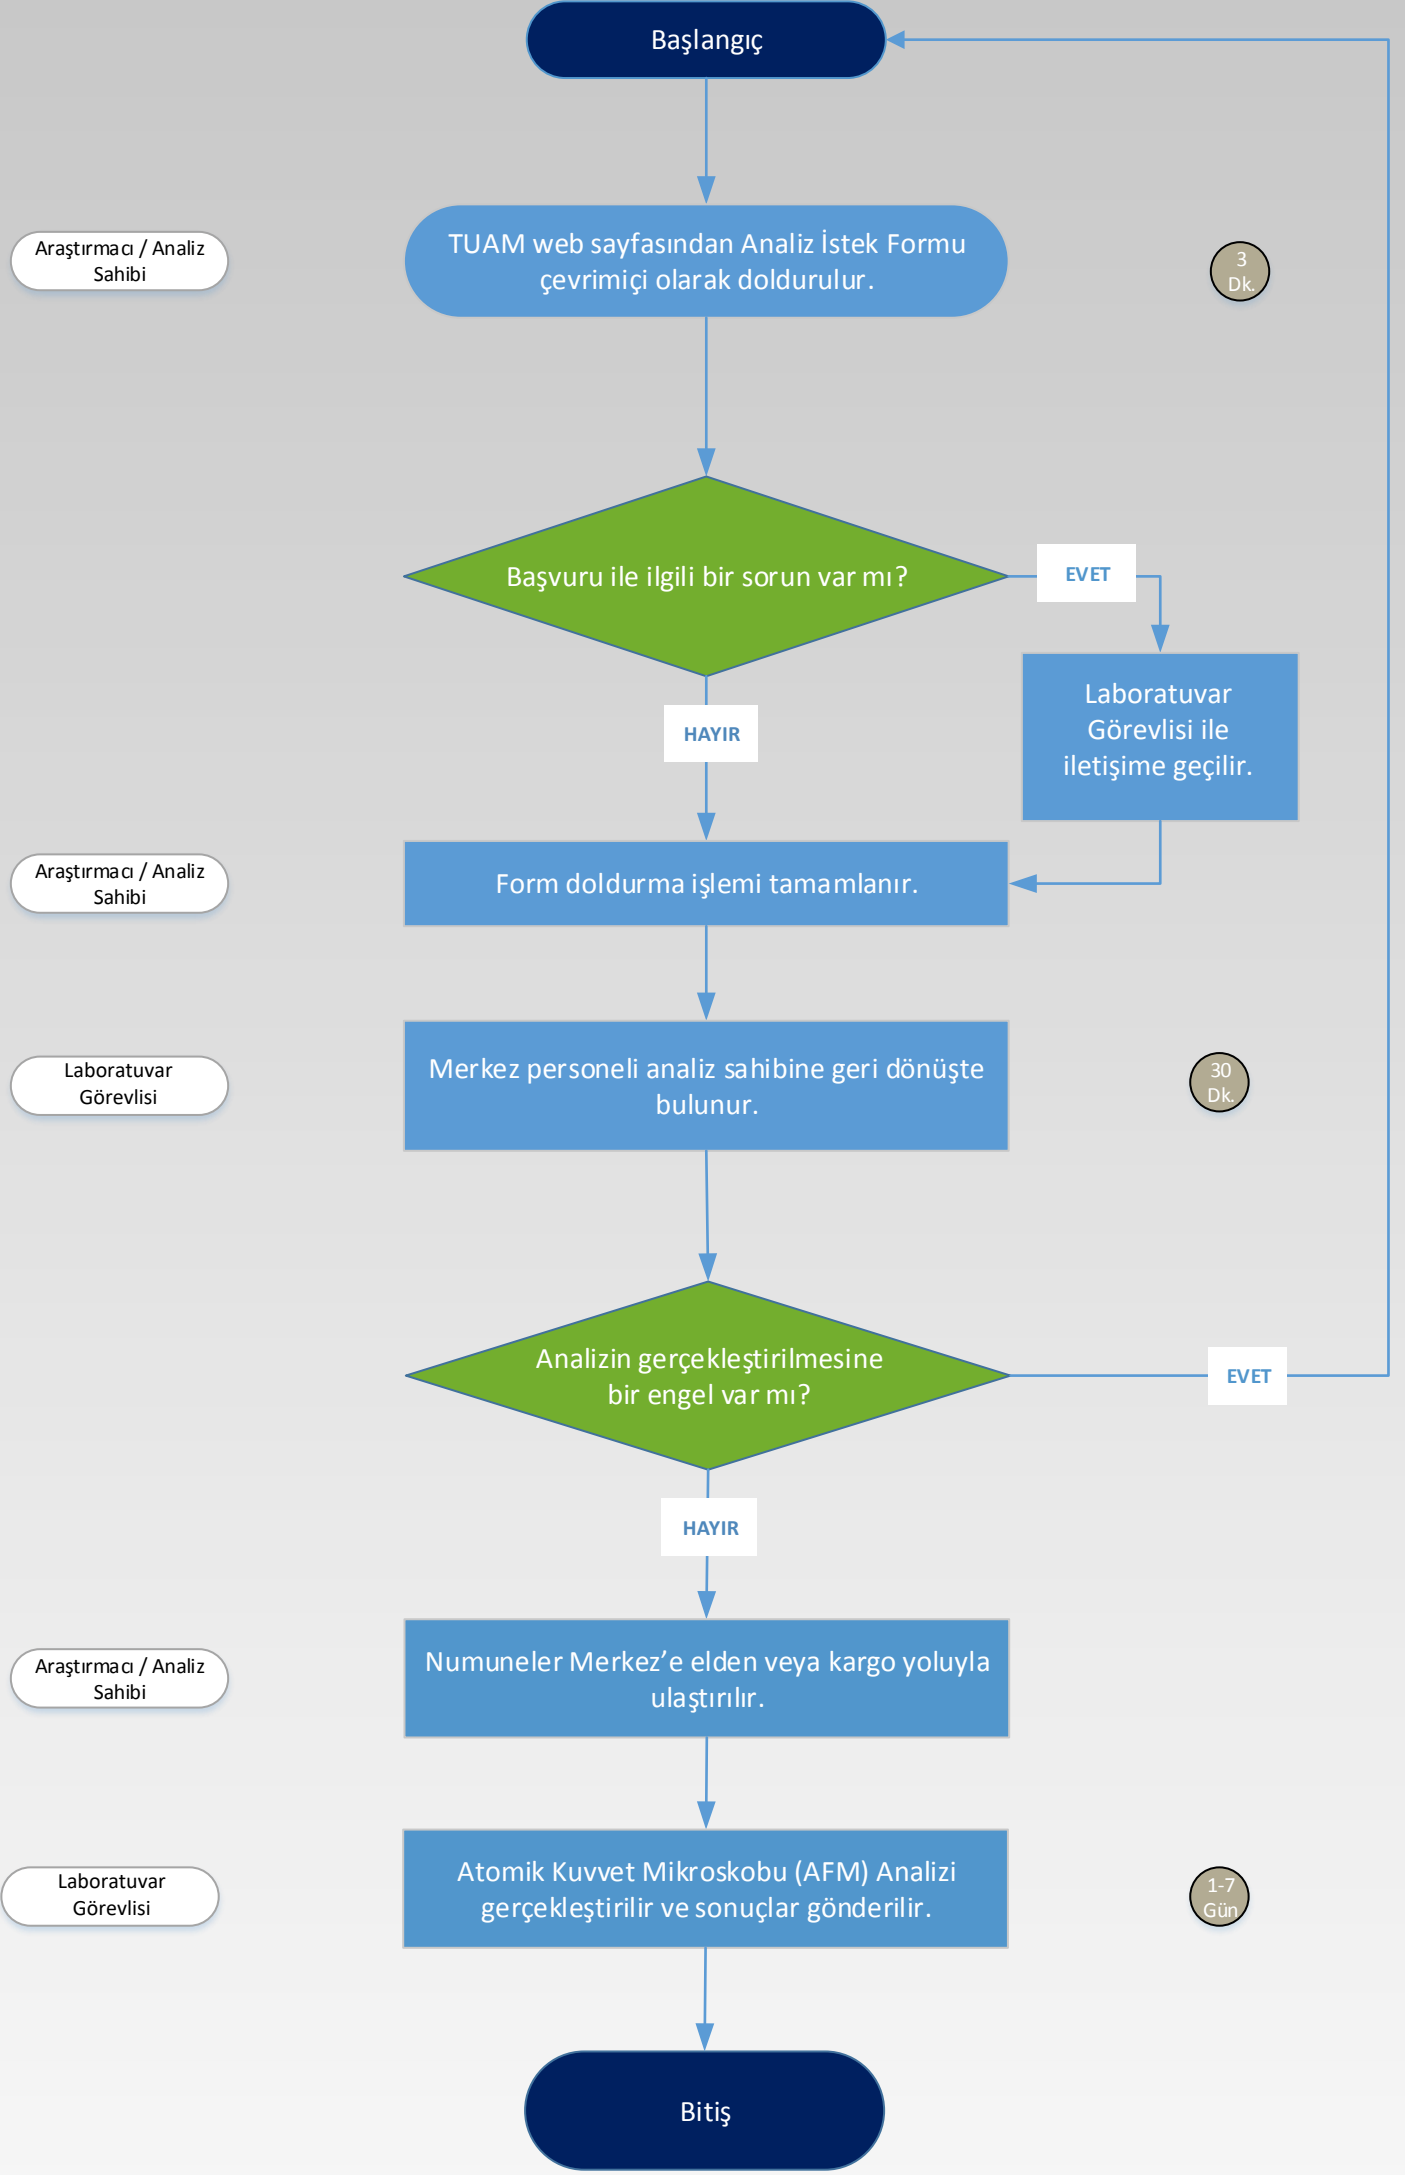 Başlangıç
Araştırmacı / Analiz
Sahibi
TUAM web sayfasından Analiz İstek Formu
çevrimiçi olarak doldurulur.
3
Dk.
Başvuru ile ilgili bir sorun var mı?
EVET
Laboratuvar
Görevlisi ile
iletişime geçilir.
HAYIR
Araştırmacı / Analiz
Sahibi
Form doldurma işlemi tamamlanır.
Laboratuvar
Görevlisi
Merkez personeli analiz sahibine geri dönüşte
bulunur.
30
Dk.
Analizin gerçekleştirilmesine
bir engel var mı?
EVET
HAYIR
Araştırmacı / Analiz
Sahibi
Numuneler Merkez’e elden veya kargo yoluyla
ulaştırılır.
Laboratuvar
Görevlisi
Atomik Kuvvet Mikroskobu (AFM) Analizi
gerçekleştirilir ve sonuçlar gönderilir.
1-7
Gün
Bitiş